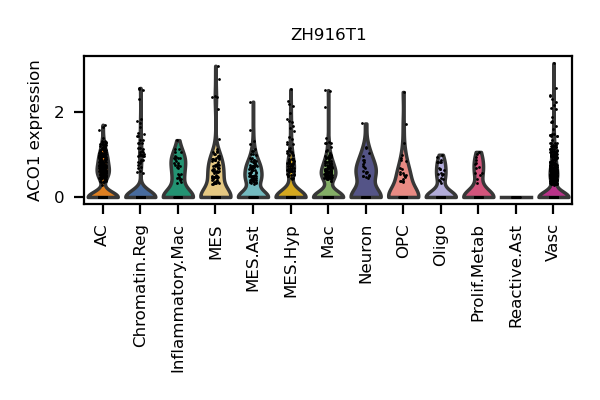 ZH916T1
ACO1 expression
2
0
AC
Chromatin.Reg
Inflammatory.Mac
MES
MES.Ast
MES.Hyp
Mac
Neuron
OPC
Oligo
Prolif.Metab
Reactive.Ast
Vasc